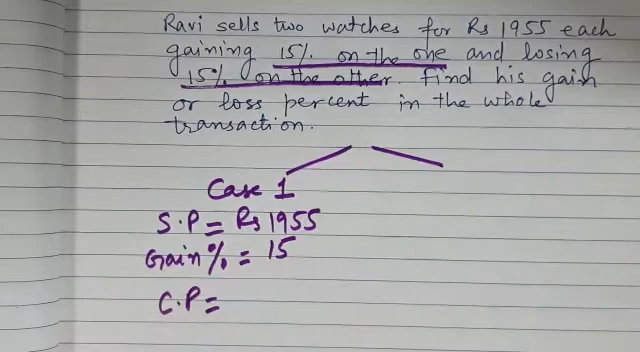 Ravi sells two watches for Rs 1955 each
gaining 15% on the one and losing
15% on the other. Find his gain
or loss percent in the whole
transaction.
Case 1
S.P = Rs 1955
Gain % = 15
C.P =